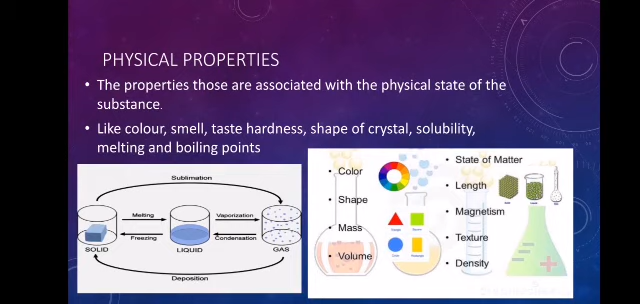 PHYSICAL PROPERTIES
• The properties those are associated with the physical state of the
substance.
• Like colour, smell, taste hardness, shape of crystal, solubility,
melting and boiling points
Sublimation
Melting
Vaporization
Freezing
Condensation
SOLID
LIQUID
GAS
Deposition
• Color
• Shape
• Mass
• Volume
• State of Matter
• Length
• Magnetism
• Texture
• Density